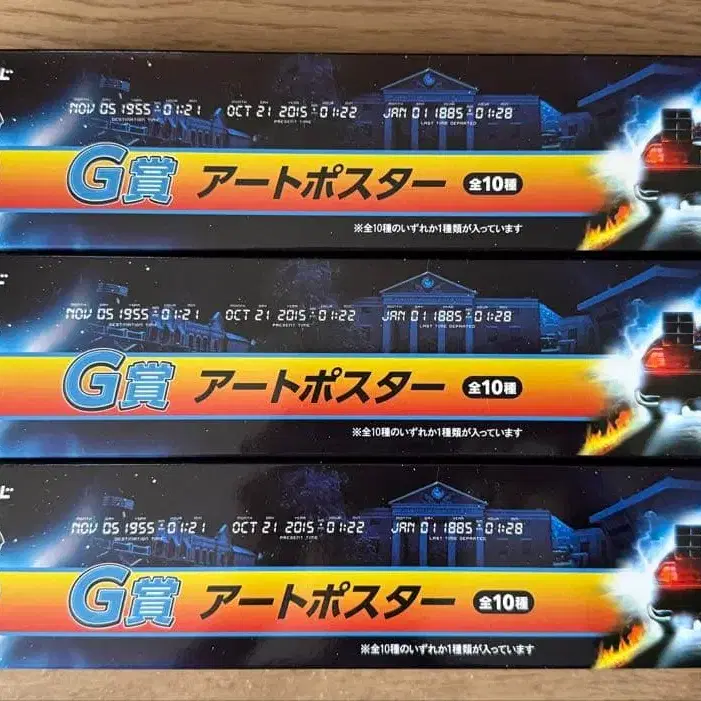 NOV 05 1955 01:21 OCT 21 2015 01:22 JAN 01 1885 01:28
DESTINATION TIME PRESENT TIME LAST TIME DEPARTED
G賞 アートポスター 全10種
※全10種のいずれか1種類が入っています
NOV 05 1955 01:21 OCT 21 2015 01:22 JAN 01 1885 01:28
DESTINATION TIME PRESENT TIME LAST TIME DEPARTED
G賞 アートポスター 全10種
※全10種のいずれか1種類が入っています
NOV 05 1955 01:21 OCT 21 2015 01:22 JAN 01 1885 01:28
DESTINATION TIME PRESENT TIME LAST TIME DEPARTED
G賞 アートポスター 全10種
※全10種のいずれか1種類が入っています